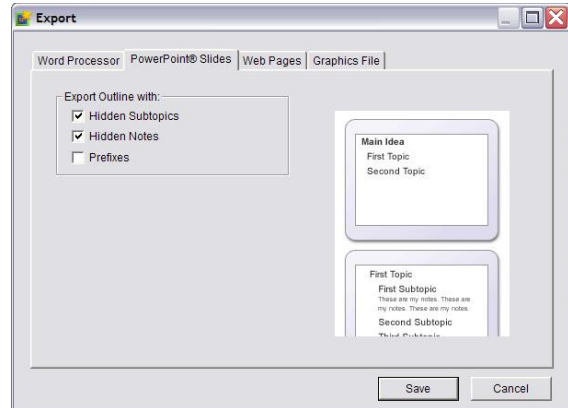 Export
Word Processor PowerPoint® Slides Web Pages Graphics File
Export Outline with:
Hidden Subtopics
Hidden Notes
Prefixes
Main Idea
First Topic
Second Topic
First Topic
First Subtopic
These are my notes. These are
my notes. These are my notes
Second Subtopic
Third Subtopic
Save Cancel